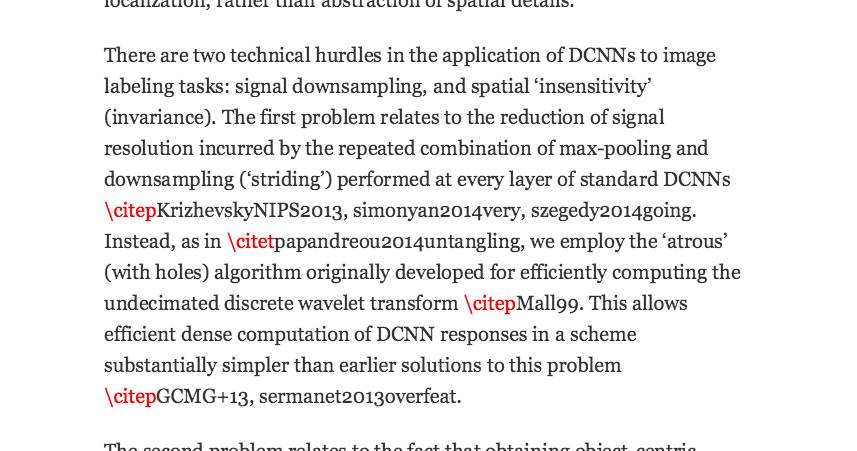 localization, rather than abstraction of spatial details.
There are two technical hurdles in the application of DCNNs to image
labeling tasks: signal downsampling, and spatial ‘insensitivity’
(invariance). The first problem relates to the reduction of signal
resolution incurred by the repeated combination of max-pooling and
downsampling (‘striding’) performed at every layer of standard DCNNs
\citepKrizhevskyNIPS2013, simonyan2014very, szegedy2014going.
Instead, as in \citetpapandreou2014untangling, we employ the ‘atrous’
(with holes) algorithm originally developed for efficiently computing the
undecimated discrete wavelet transform \citepMall99. This allows
efficient dense computation of DCNN responses in a scheme
substantially simpler than earlier solutions to this problem
\citepGCMG+13, sermanet2013overfeat.
The second problem relates to the fact that obtaining object-centric